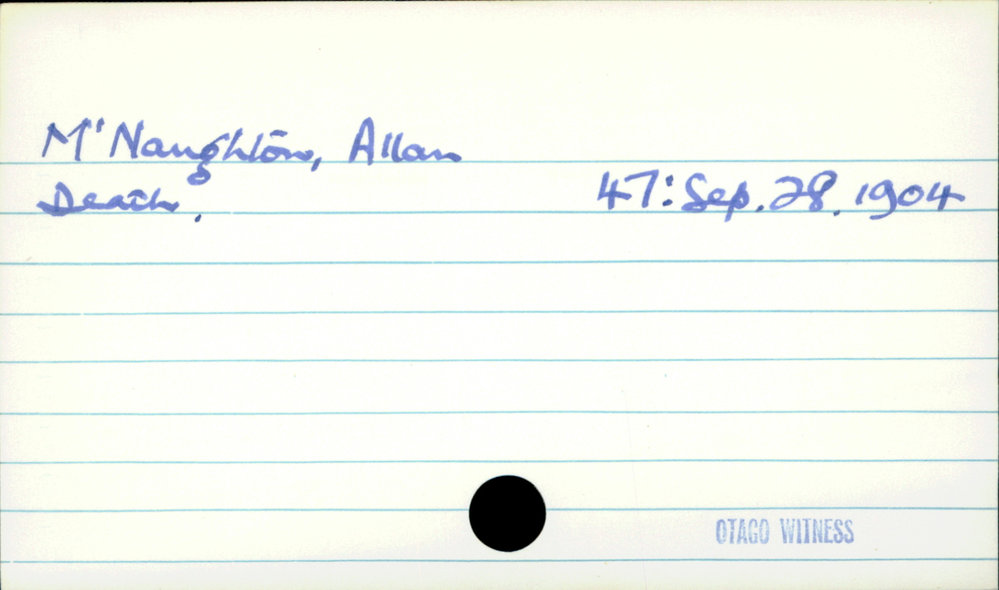 M'Naughton, Allan
Death. 47: Sep. 28. 1904
OTAGO WITNESS